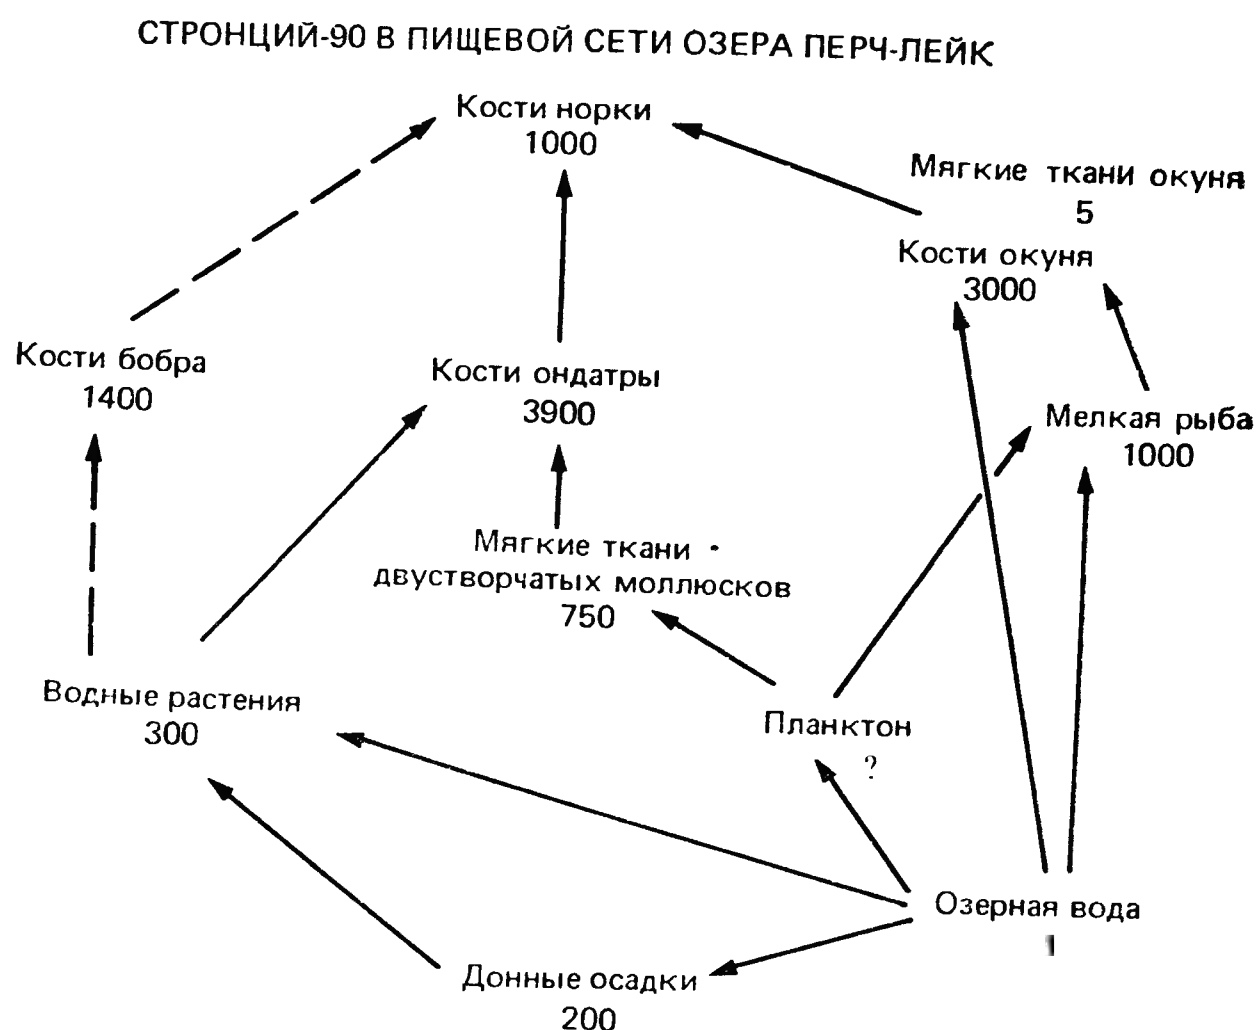 СТРОНЦИЙ-90 В ПИЩЕВОЙ СЕТИ ОЗЕРА ПЕРЧ-ЛЕЙК
Кости норки
1000
Мягкие ткани окуня
5
Кости окуня
3000
Кости бобра
1400
Кости ондатры
3900
Мелкая рыба
1000
Мягкие ткани
двустворчатых моллюсков
750
Водные растения
300
Планктон
?
Озерная вода
1
Донные осадки
200